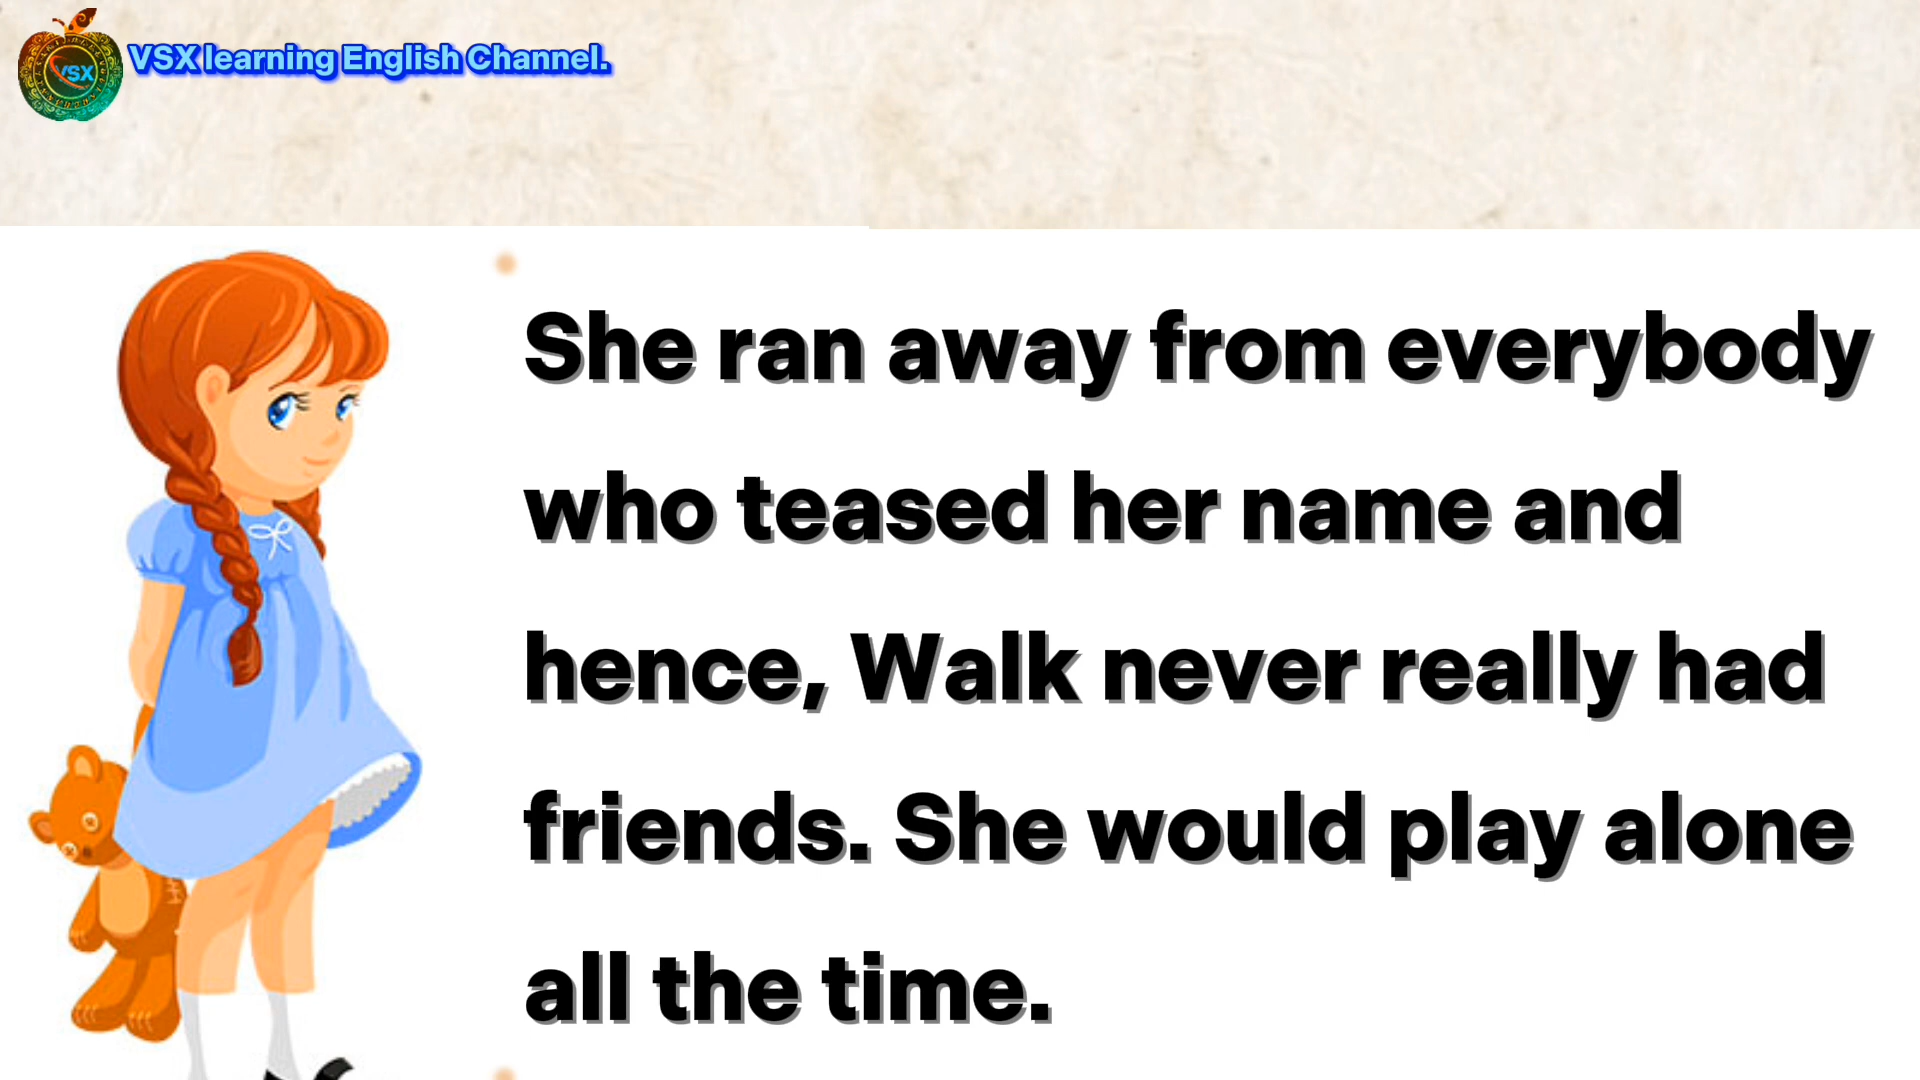 VSX learning English Channel.
VSX
She ran away from everybody
who teased her name and
hence, Walk never really had
friends. She would play alone
all the time.